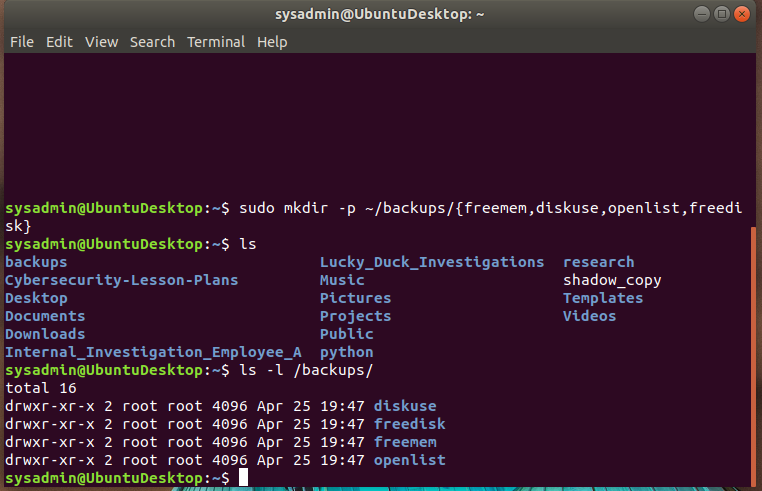 sysadmin@UbuntuDesktop: ~
File Edit View Search Terminal Help
sysadmin@UbuntuDesktop:~$ sudo mkdir -p ~/backups/{freemem,diskuse,openlist,freedi
sk}
sysadmin@UbuntuDesktop:~$ ls
backups Lucky_Duck_Investigations research
Cybersecurity-Lesson-Plans Music shadow_copy
Desktop Pictures Templates
Documents Projects Videos
Downloads Public
Internal_Investigation_Employee_A python
sysadmin@UbuntuDesktop:~$ ls -l /backups/
total 16
drwxr-xr-x 2 root root 4096 Apr 25 19:47 diskuse
drwxr-xr-x 2 root root 4096 Apr 25 19:47 freedisk
drwxr-xr-x 2 root root 4096 Apr 25 19:47 freemem
drwxr-xr-x 2 root root 4096 Apr 25 19:47 openlist
sysadmin@UbuntuDesktop:~$